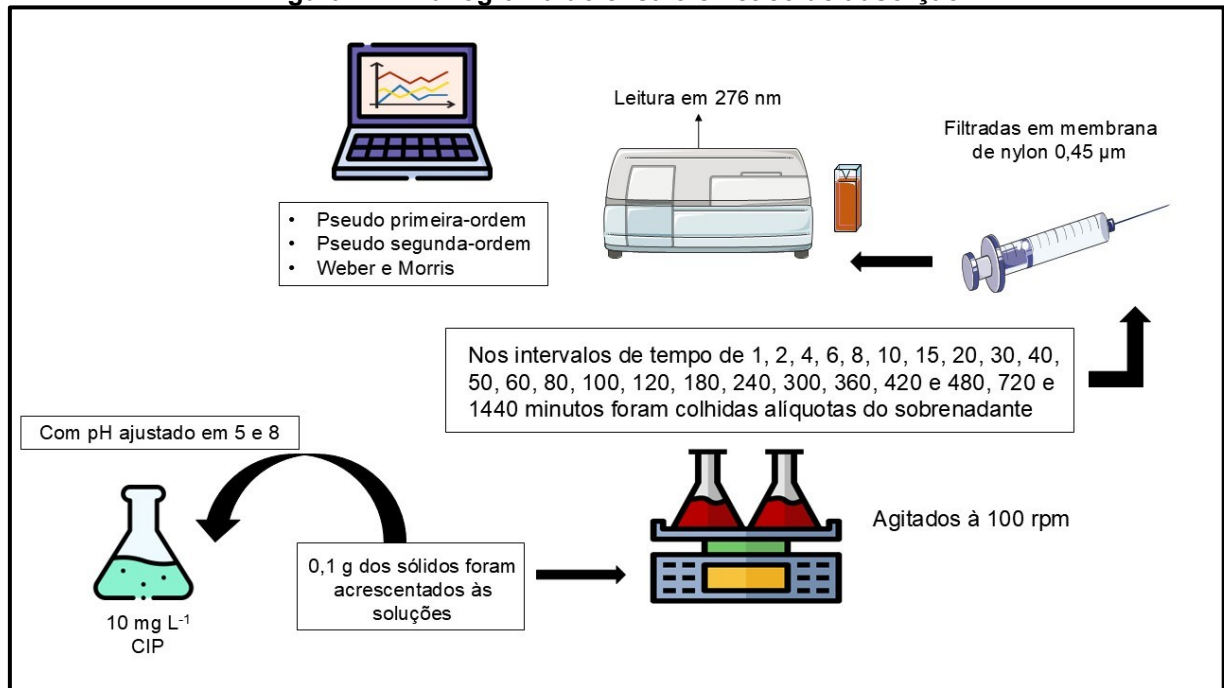 Leitura em 276 nm
Filtradas em membrana
de nylon 0,45 μm
• Pseudo primeira-ordem
• Pseudo segunda-ordem
• Weber e Morris
Nos intervalos de tempo de 1, 2, 4, 6, 8, 10, 15, 20, 30, 40,
50, 60, 80, 100, 120, 180, 240, 300, 360, 420 e 480, 720 e
1440 minutos foram colhidas alíquotas do sobrenadante
Com pH ajustado em 5 e 8
Agitados à 100 rpm
0,1 g dos sólidos foram
acrescentados às
soluções
10 mg L⁻¹
CIP